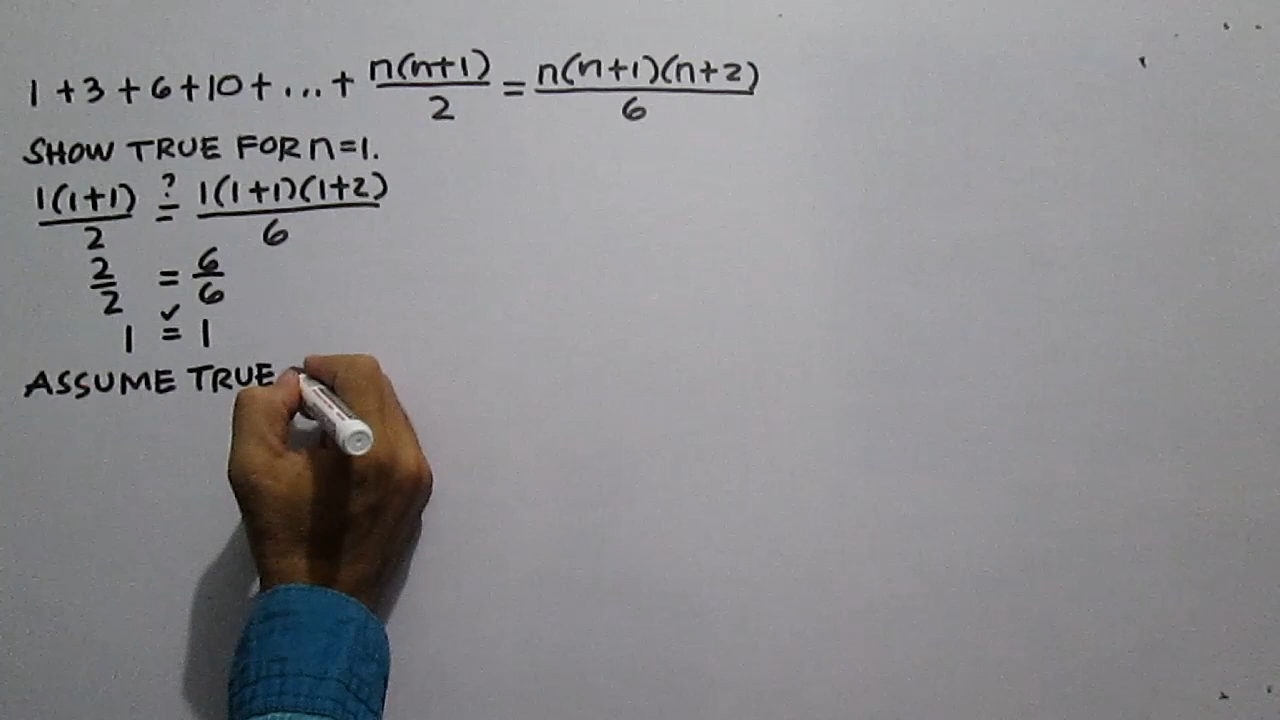 1 + 3 + 6 + 10 + ... + n(n+1)/2 = n(n+1)(n+2)/6
SHOW TRUE FOR n=1.
1(1+1)/2 ?= 1(1+1)(1+2)/6
2/2 = 6/6
1 =✓ 1
ASSUME TRUE